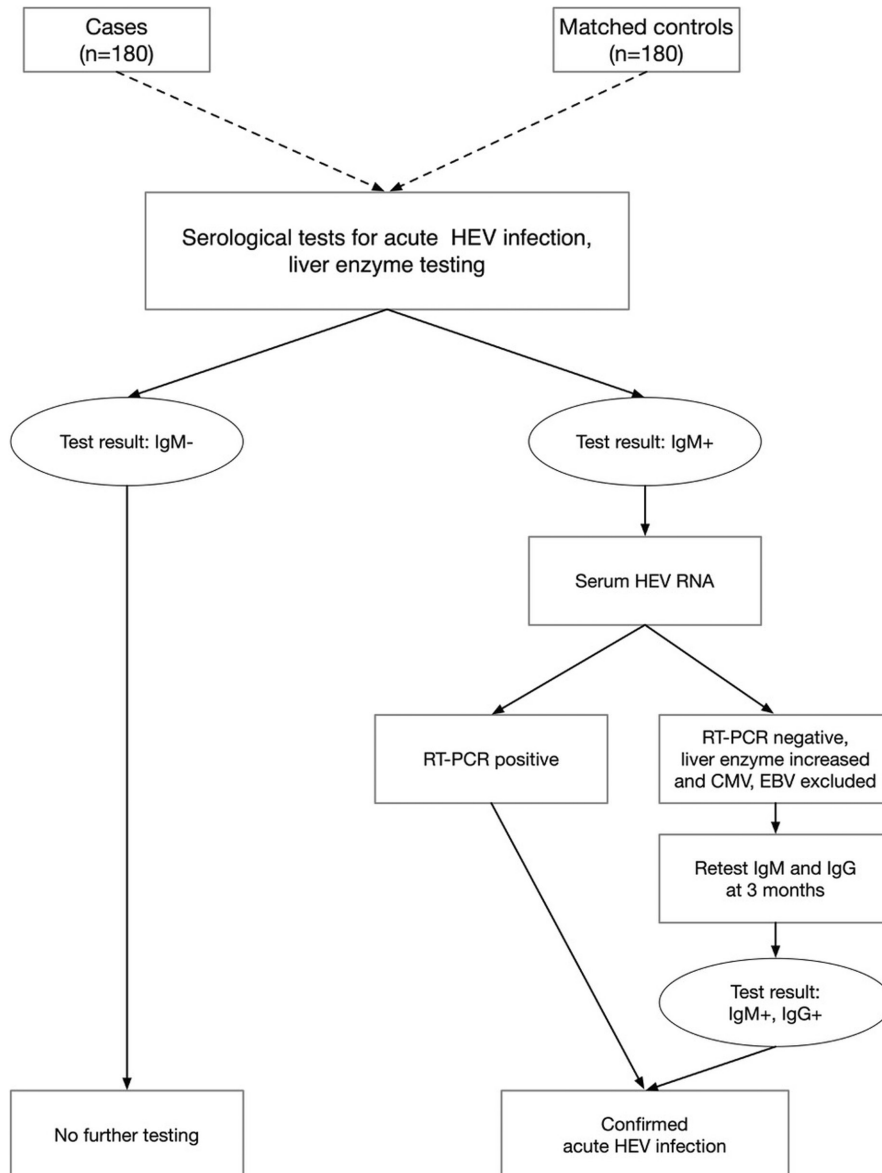 Cases
(n=180)
Matched controls
(n=180)
Serological tests for acute HEV infection,
liver enzyme testing
Test result: IgM-
Test result: IgM+
Serum HEV RNA
RT-PCR positive
RT-PCR negative,
liver enzyme increased
and CMV, EBV excluded
Retest IgM and IgG
at 3 months
Test result:
IgM+, IgG+
No further testing
Confirmed
acute HEV infection